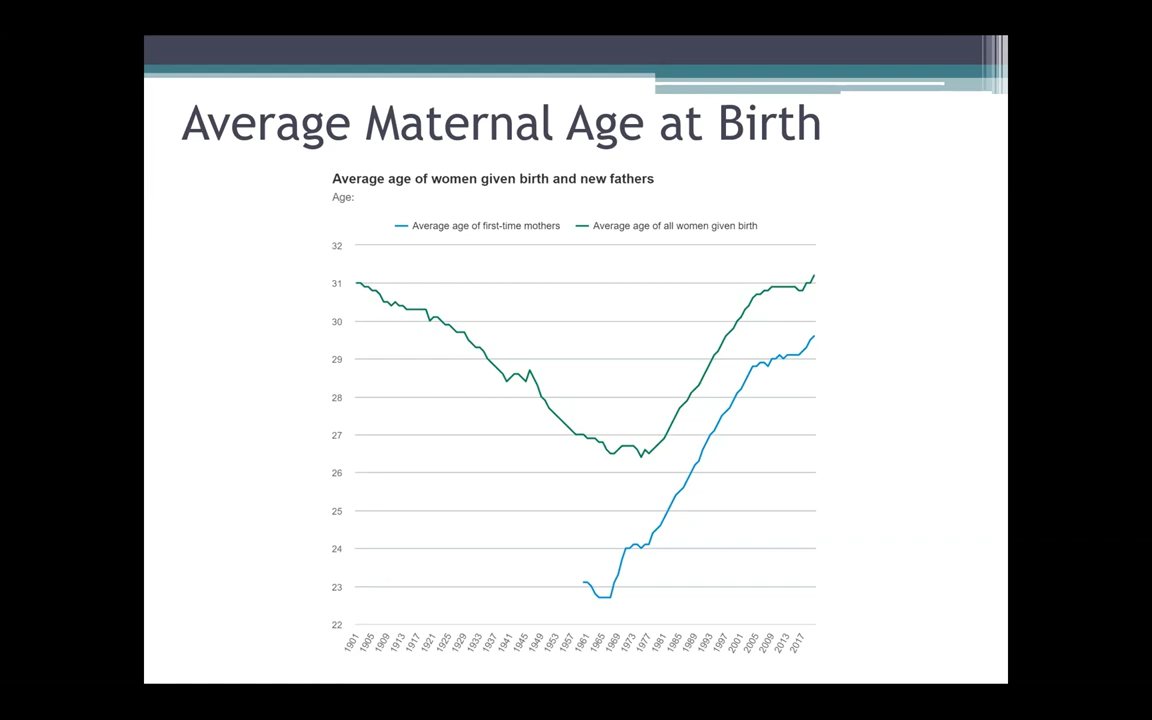 Average Maternal Age at Birth
Average age of women given birth and new fathers
Age:
Average age of first-time mothers Average age of all women given birth
32
31
30
29
28
27
26
25
24
23
22
1901 1905 1909 1913 1917 1921 1925 1929 1933 1937 1941 1945 1949 1953 1957 1961 1965 1969 1973 1977 1981 1985 1989 1993 1997 2001 2005 2009 2013 2017